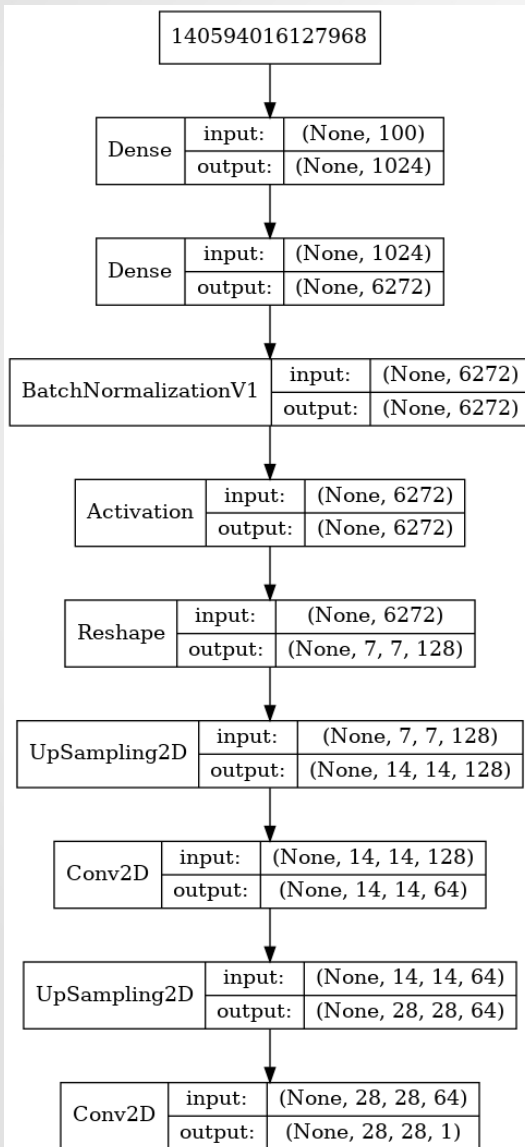 140594016127968
Dense input: (None, 100)
output: (None, 1024)
Dense input: (None, 1024)
output: (None, 6272)
BatchNormalizationV1 input: (None, 6272)
output: (None, 6272)
Activation input: (None, 6272)
output: (None, 6272)
Reshape input: (None, 6272)
output: (None, 7, 7, 128)
UpSampling2D input: (None, 7, 7, 128)
output: (None, 14, 14, 128)
Conv2D input: (None, 14, 14, 128)
output: (None, 14, 14, 64)
UpSampling2D input: (None, 14, 14, 64)
output: (None, 28, 28, 64)
Conv2D input: (None, 28, 28, 64)
output: (None, 28, 28, 1)